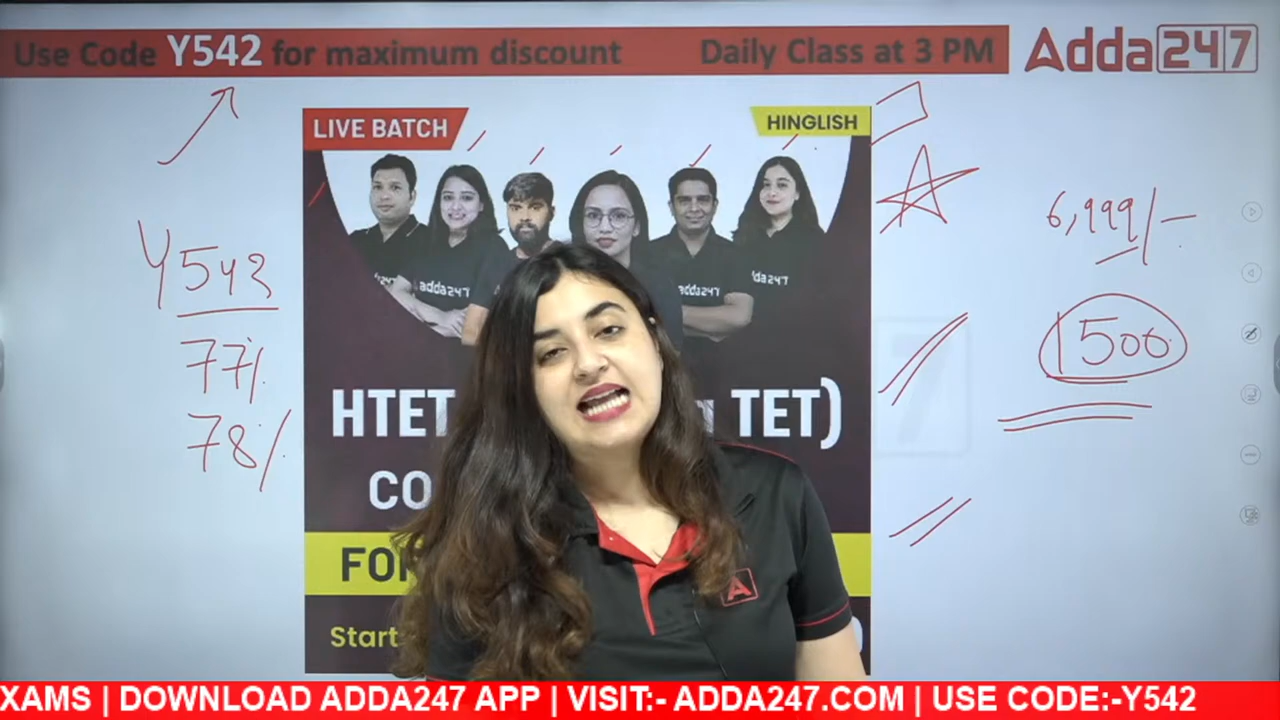 Use Code Y542 for maximum discount
Daily Class at 3 PM
Adda247
LIVE BATCH
HINGLISH
Y542
77%
78%
6,999/-
1500
adda247
adda247
adda247
HTET
TET)
CO
FOR
Start
A
XAMS | DOWNLOAD ADDA247 APP | VISIT:- ADDA247.COM | USE CODE:-Y542